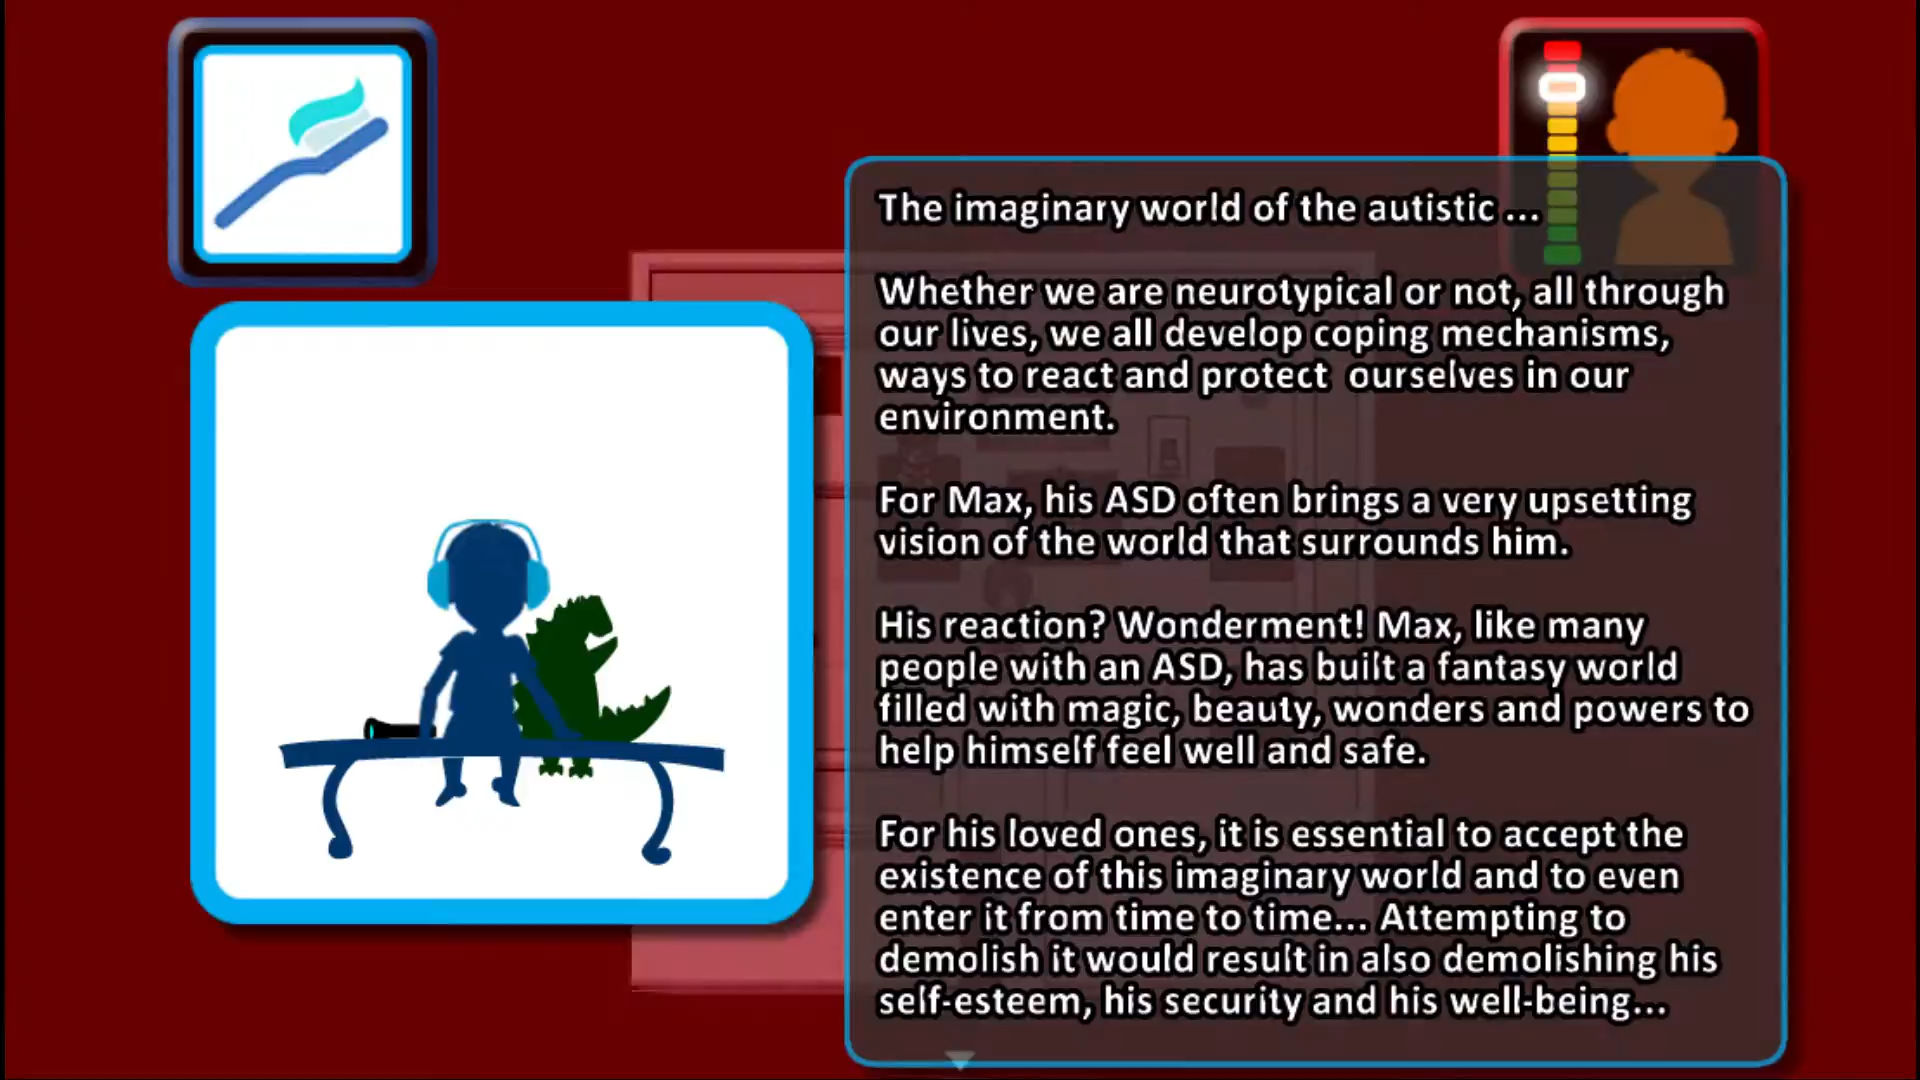 The imaginary world of the autistic ...
Whether we are neurotypical or not, all through
our lives, we all develop coping mechanisms,
ways to react and protect  ourselves in our
environment.
For Max, his ASD often brings a very upsetting
vision of the world that surrounds him.
His reaction? Wonderment! Max, like many
people with an ASD, has built a fantasy world
filled with magic, beauty, wonders and powers to
help himself feel well and safe.
For his loved ones, it is essential to accept the
existence of this imaginary world and to even
enter it from time to time... Attempting to
demolish it would result in also demolishing his
self-esteem, his security and his well-being...